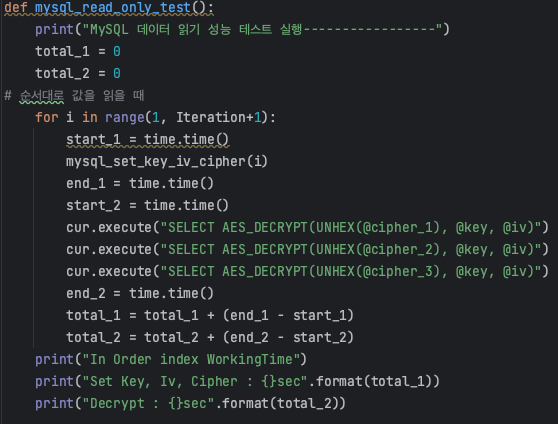 def mysql_read_only_test():
    print("MySQL 데이터 읽기 성능 테스트 실행-----------------")
    total_1 = 0
    total_2 = 0
# 순서대로 값을 읽을 때
    for i in range(1, Iteration+1):
        start_1 = time.time()
        mysql_set_key_iv_cipher(i)
        end_1 = time.time()
        start_2 = time.time()
        cur.execute("SELECT AES_DECRYPT(UNHEX(@cipher_1), @key, @iv)")
        cur.execute("SELECT AES_DECRYPT(UNHEX(@cipher_2), @key, @iv)")
        cur.execute("SELECT AES_DECRYPT(UNHEX(@cipher_3), @key, @iv)")
        end_2 = time.time()
        total_1 = total_1 + (end_1 - start_1)
        total_2 = total_2 + (end_2 - start_2)
    print("In Order index WorkingTime")
    print("Set Key, Iv, Cipher : {}sec".format(total_1))
    print("Decrypt : {}sec".format(total_2))